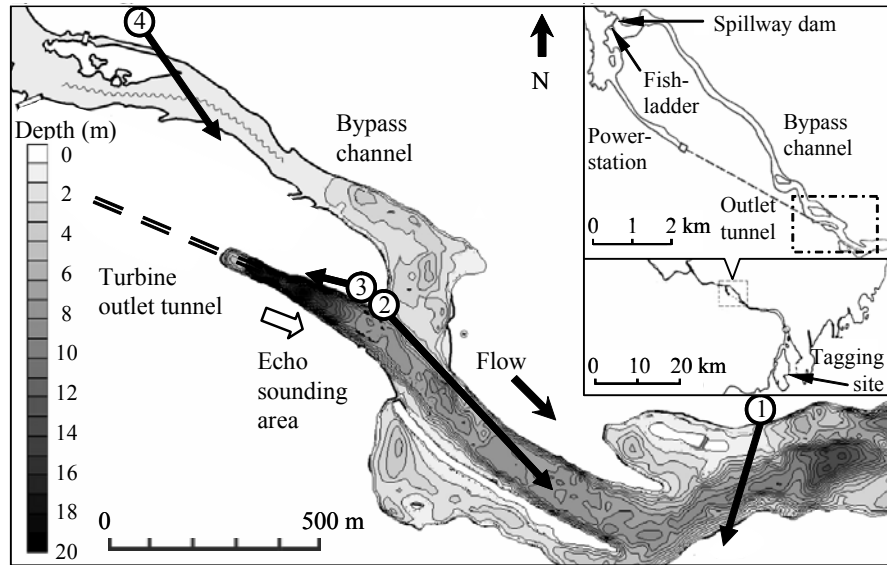 4
N
Depth (m)
0
2
4
6
8
10
12
14
16
18
20
Bypass
channel
Turbine
outlet tunnel
3
2
Echo
sounding
area
Flow
1
0
500 m
Spillway dam
Fish-
ladder
Power-
station
Bypass
channel
Outlet
tunnel
0 1 2 km
0 10 20 km
Tagging
site